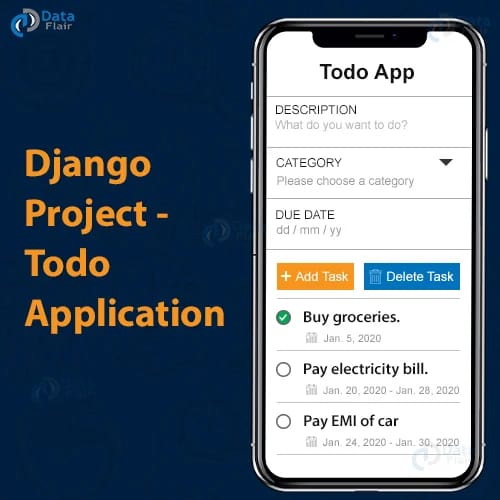 Data
Flair
Django
Project -
Todo
Application
Todo App
DESCRIPTION
What do you want to do?
CATEGORY
Please choose a category
DUE DATE
dd / mm / yy
+ Add Task
Delete Task
Buy groceries.
Jan. 5, 2020
Pay electricity bill.
Jan. 20, 2020 - Jan. 28, 2020
Pay EMI of car
Jan. 24, 2020 - Jan. 30, 2020
Data
Flair